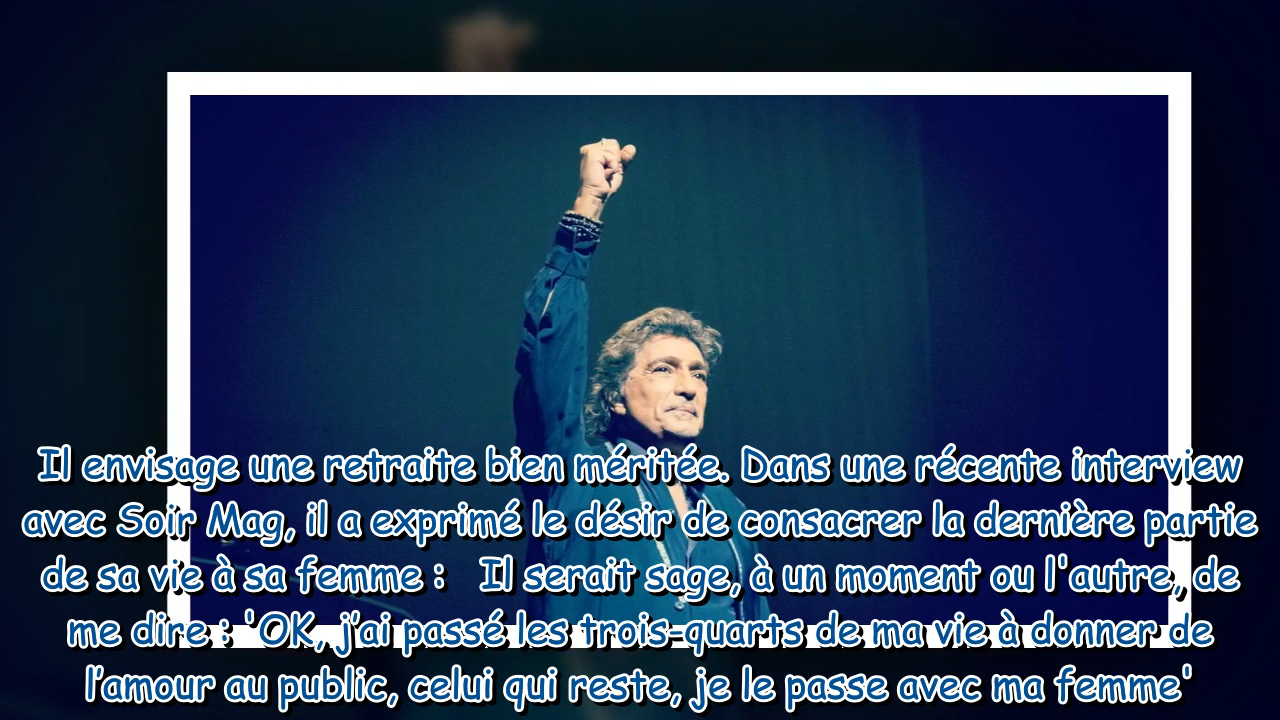 Il envisage une retraite bien méritée. Dans une récente interview
avec Soir Mag, il a exprimé le désir de consacrer la dernière partie
de sa vie à sa femme :   Il serait sage, à un moment ou l'autre, de
me dire : 'OK, j’ai passé les trois-quarts de ma vie à donner de
l’amour au public, celui qui reste, je le passe avec ma femme'